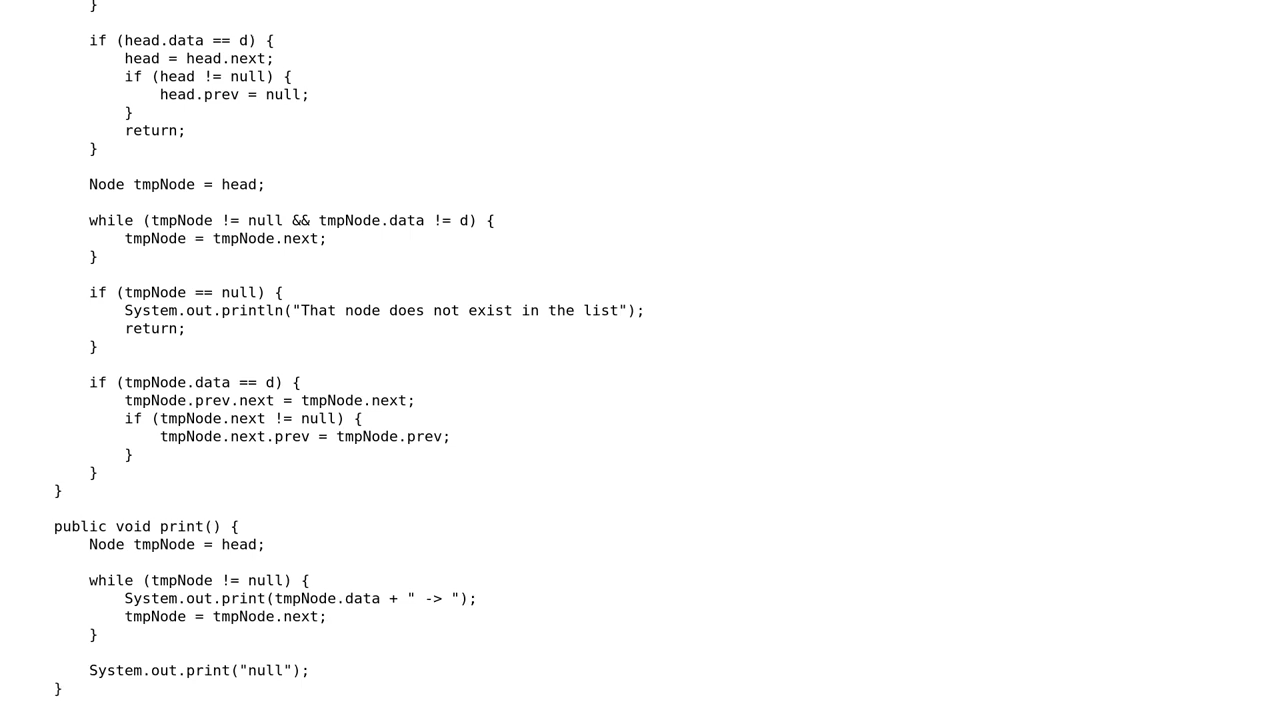 }

        if (head.data == d) {
            head = head.next;
            if (head != null) {
                head.prev = null;
            }
            return;
        }

        Node tmpNode = head;

        while (tmpNode != null && tmpNode.data != d) {
            tmpNode = tmpNode.next;
        }

        if (tmpNode == null) {
            System.out.println("That node does not exist in the list");
            return;
        }

        if (tmpNode.data == d) {
            tmpNode.prev.next = tmpNode.next;
            if (tmpNode.next != null) {
                tmpNode.next.prev = tmpNode.prev;
            }
        }
    }

    public void print() {
        Node tmpNode = head;

        while (tmpNode != null) {
            System.out.print(tmpNode.data + " -> ");
            tmpNode = tmpNode.next;
        }

        System.out.print("null");
    }